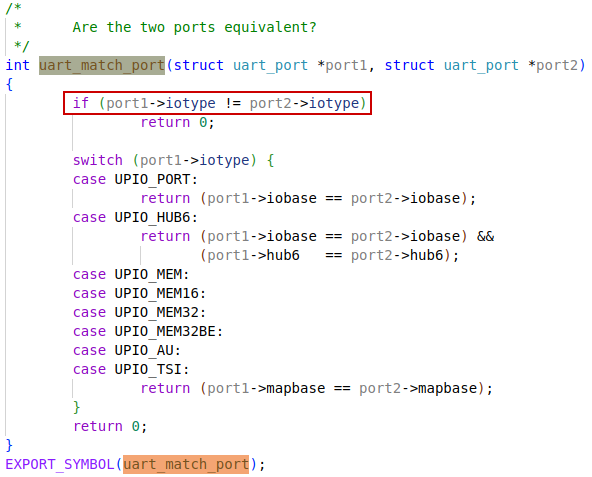 /*
 *      Are the two ports equivalent?
 */
int uart_match_port(struct uart_port *port1, struct uart_port *port2)
{
        if (port1->iotype != port2->iotype)
                return 0;

        switch (port1->iotype) {
        case UPIO_PORT:
                return (port1->iobase == port2->iobase);
        case UPIO_HUB6:
                return (port1->iobase == port2->iobase) &&
                       (port1->hub6   == port2->hub6);
        case UPIO_MEM:
        case UPIO_MEM16:
        case UPIO_MEM32:
        case UPIO_MEM32BE:
        case UPIO_AU:
        case UPIO_TSI:
                return (port1->mapbase == port2->mapbase);
        }
        return 0;
}
EXPORT_SYMBOL(uart_match_port);